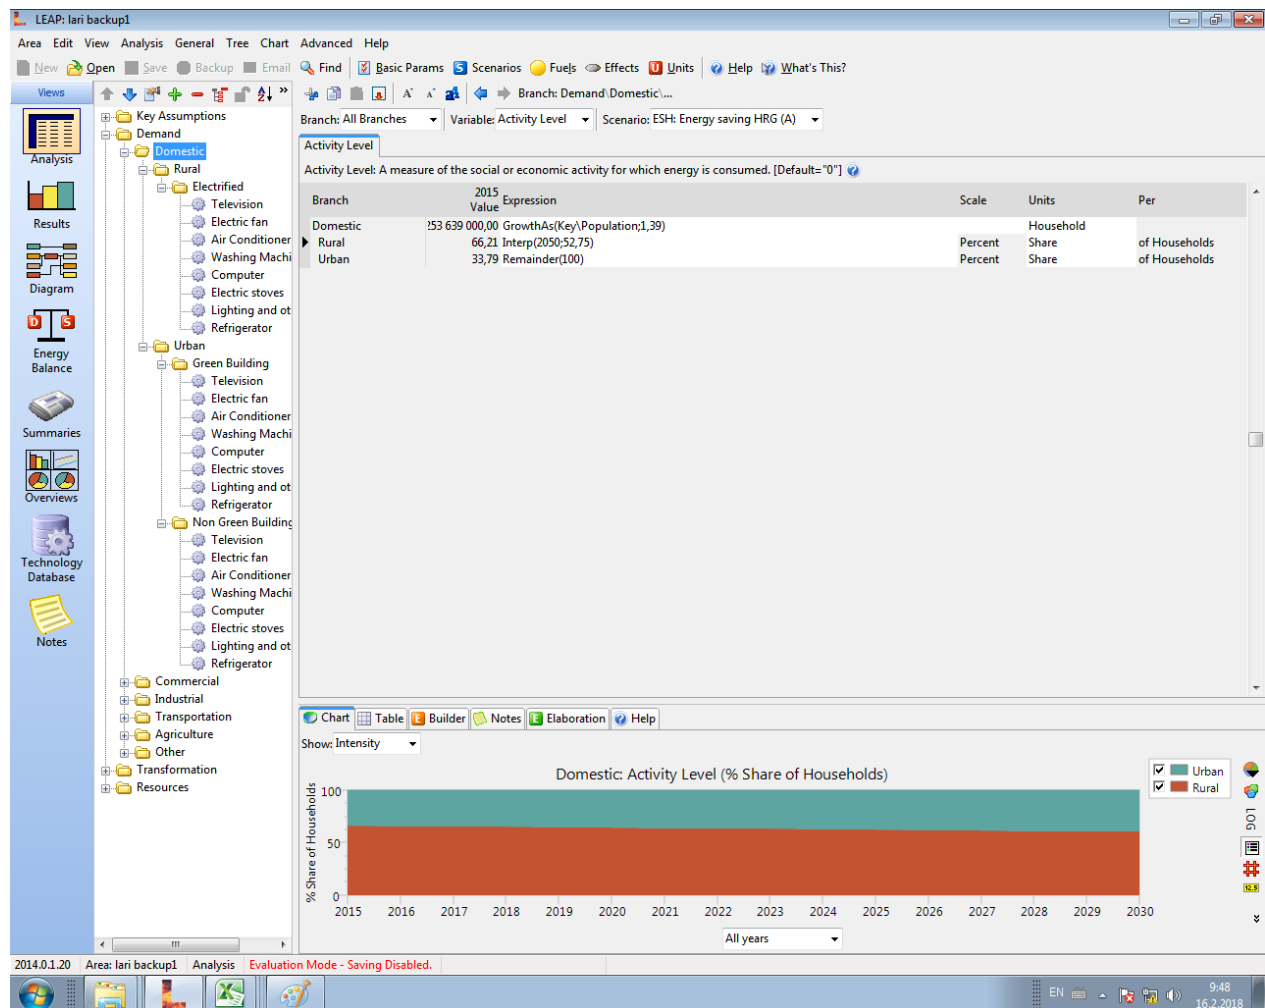 LEAP: lari backup1
Area Edit View Analysis General Tree Chart Advanced Help
New Open Save Backup Email Find Basic Params Scenarios Fuels Effects Units Help What's This?
Views
Branch: Demand\Domestic\...
Branch: All Branches Variable: Activity Level Scenario: ESH: Energy saving HRG (A)
Activity Level
Activity Level: A measure of the social or economic activity for which energy is consumed. [Default="0"]
Branch 2015 Value Expression Scale Units Per
Domestic 253 639 000,00 GrowthAs(Key\Population;1,39) Household
Rural 66,21 Interp(2050;52,75) Percent Share of Households
Urban 33,79 Remainder(100) Percent Share of Households
Analysis
Results
Diagram
Energy
Balance
Summaries
Overviews
Technology
Database
Notes
Key Assumptions
Demand
Domestic
Rural
Electrified
Television
Electric fan
Air Conditioner
Washing Machi
Computer
Electric stoves
Lighting and ot
Refrigerator
Urban
Green Building
Television
Electric fan
Air Conditioner
Washing Machi
Computer
Electric stoves
Lighting and ot
Refrigerator
Non Green Building
Television
Electric fan
Air Conditioner
Washing Machi
Computer
Electric stoves
Lighting and ot
Refrigerator
Commercial
Industrial
Transportation
Agriculture
Other
Transformation
Resources
Chart Table Builder Notes Elaboration Help
Show: Intensity
Domestic: Activity Level (% Share of Households)
% Share of Households
100
50
0
2015 2016 2017 2018 2019 2020 2021 2022 2023 2024 2025 2026 2027 2028 2029 2030
Urban
Rural
LOG
12.5
All years
2014.0.1.20 Area: lari backup1 Analysis Evaluation Mode - Saving Disabled.
EN 9:48
16.2.2018